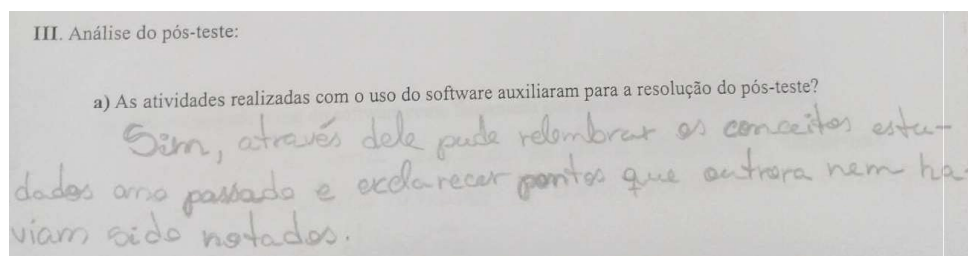 III. Análise do pós-teste:
a) As atividades realizadas com o uso do software auxiliaram para a resolução do pós-teste?
Sim, através dele pude relembrar os conceitos estu-
dados ano passado e esclarecer pontos que outrora nem ha-
viam sido notados.